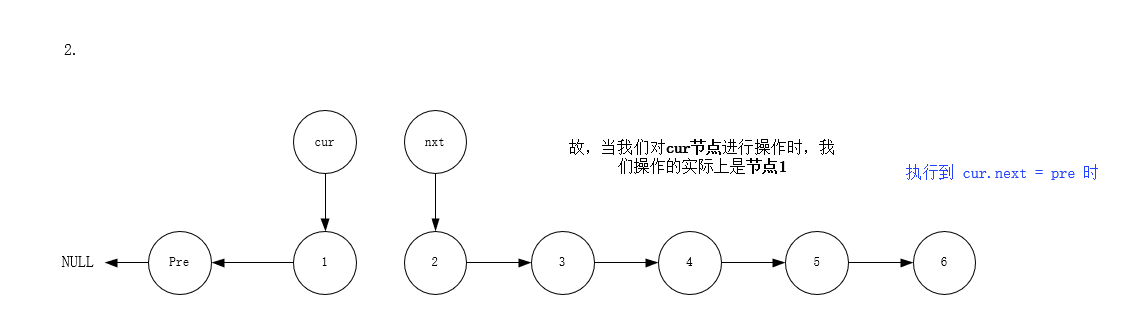 2.
cur
nxt
故，当我们对cur节点进行操作时，我
们操作的实际上是节点1
执行到 cur.next = pre 时
NULL
Pre
1
2
3
4
5
6